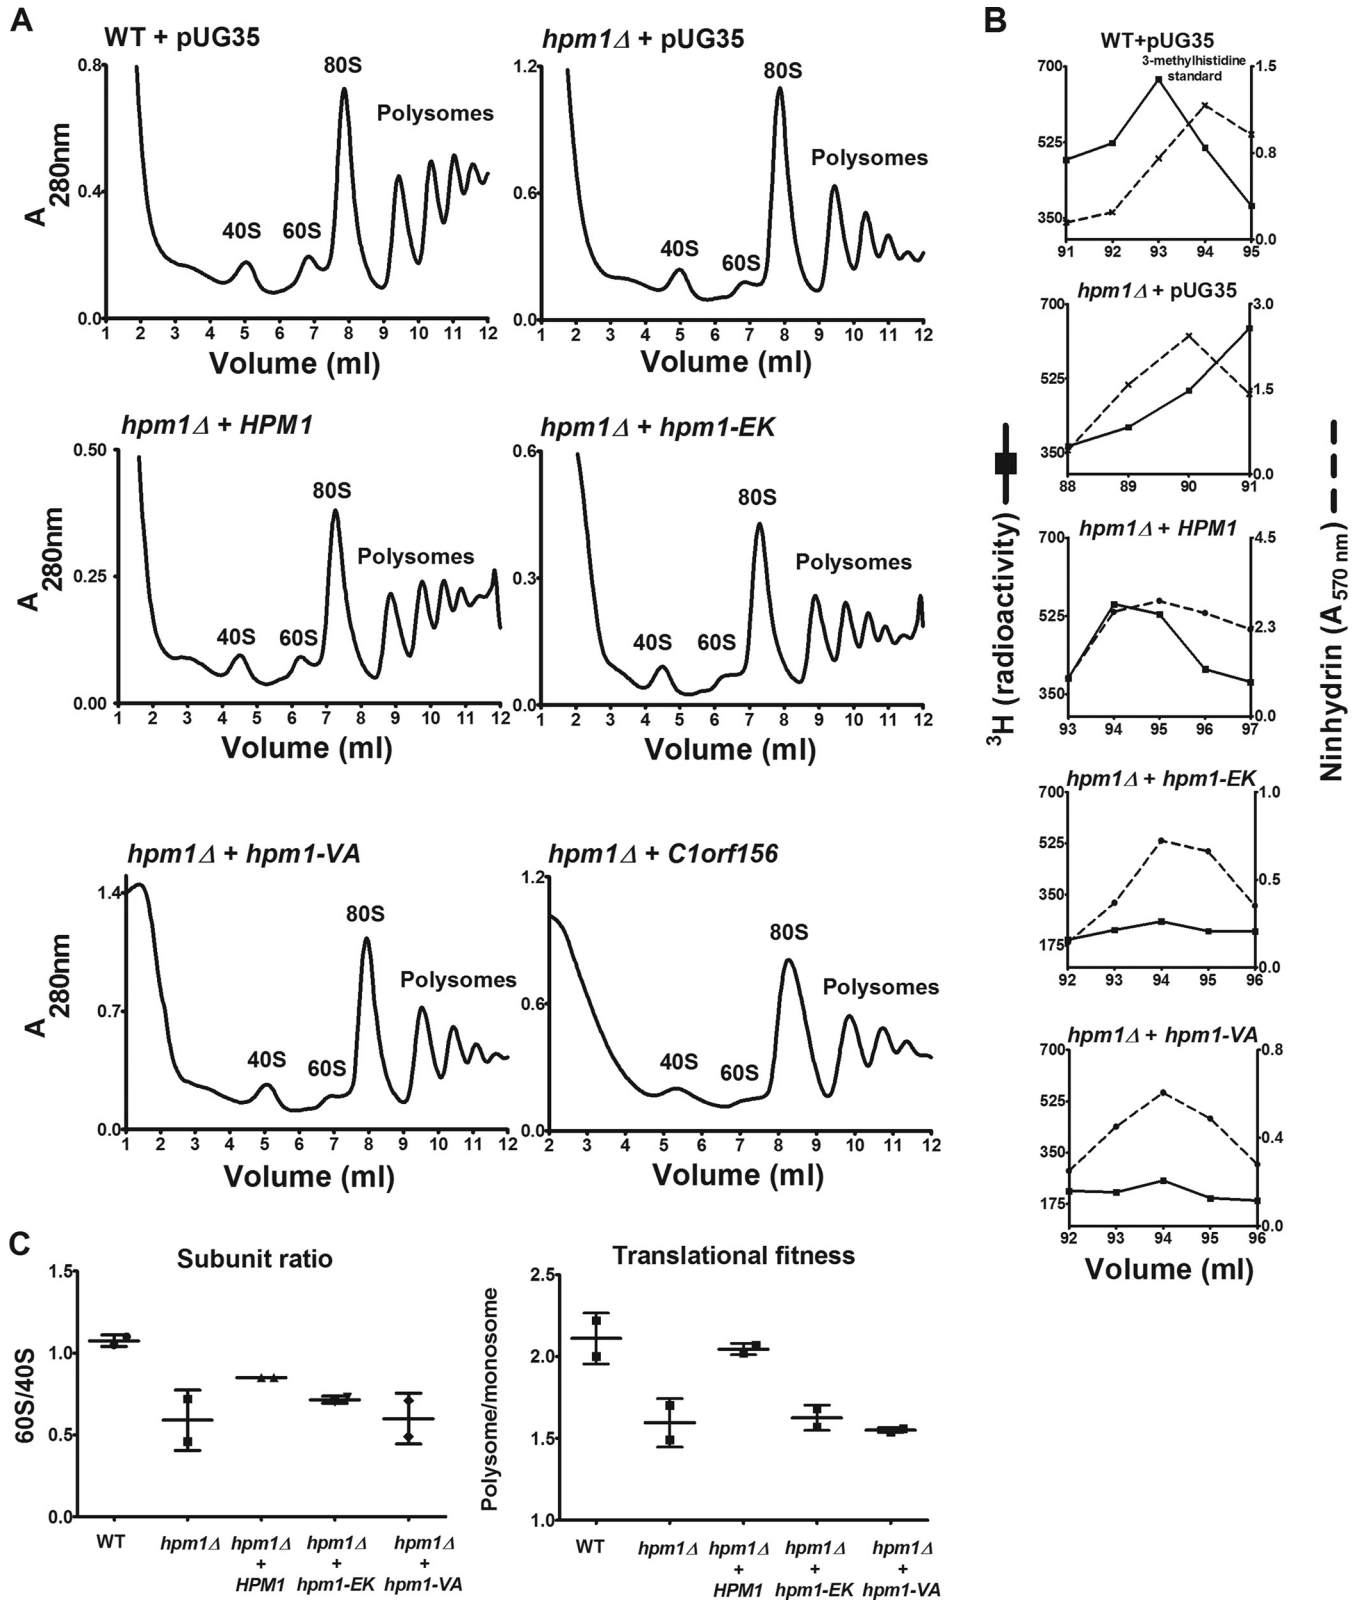 A
WT + pUG35
0.8
0.4
0.0
A 280nm
40S
60S
80S
Polysomes
1 2 3 4 5 6 7 8 9 10 11 12
Volume (ml)
hpm1Δ + pUG35
1.2
0.6
0.0
40S
60S
80S
Polysomes
1 2 3 4 5 6 7 8 9 10 11 12
Volume (ml)
hpm1Δ + HPM1
0.50
0.25
0.00
A 280nm
40S
60S
80S
Polysomes
1 2 3 4 5 6 7 8 9 10 11 12
Volume (ml)
hpm1Δ + hpm1-EK
0.6
0.3
0.0
40S
60S
80S
Polysomes
1 2 3 4 5 6 7 8 9 10 11 12
Volume (ml)
hpm1Δ + hpm1-VA
1.4
0.7
0.0
A 280nm
40S
60S
80S
Polysomes
1 2 3 4 5 6 7 8 9 10 11 12
Volume (ml)
hpm1Δ + C1orf156
1.2
0.6
0.0
40S
60S
80S
Polysomes
2 3 4 5 6 7 8 9 10 11 12
Volume (ml)
B
WT+pUG35
3-methylhistidine
standard
700
525
350
1.5
0.8
0.0
91 92 93 94 95
hpm1Δ + pUG35
700
525
350
3.0
1.5
0.0
88 89 90 91
hpm1Δ + HPM1
700
525
350
4.5
2.3
0.0
93 94 95 96 97
hpm1Δ + hpm1-EK
700
525
350
175
1.0
0.5
0.0
92 93 94 95 96
hpm1Δ + hpm1-VA
700
525
350
175
0.8
0.4
0.0
92 93 94 95 96
Volume (ml)
3H (radioactivity)
Ninhydrin (A570 nm)
C
Subunit ratio
1.5
1.0
0.5
0.0
60S/40S
WT
hpm1Δ
hpm1Δ
+
HPM1
hpm1Δ
+
hpm1-EK
hpm1Δ
+
hpm1-VA
Translational fitness
2.5
2.0
1.5
1.0
Polysome/monosome
WT
hpm1Δ
hpm1Δ
+
HPM1
hpm1Δ
+
hpm1-EK
hpm1Δ
+
hpm1-VA